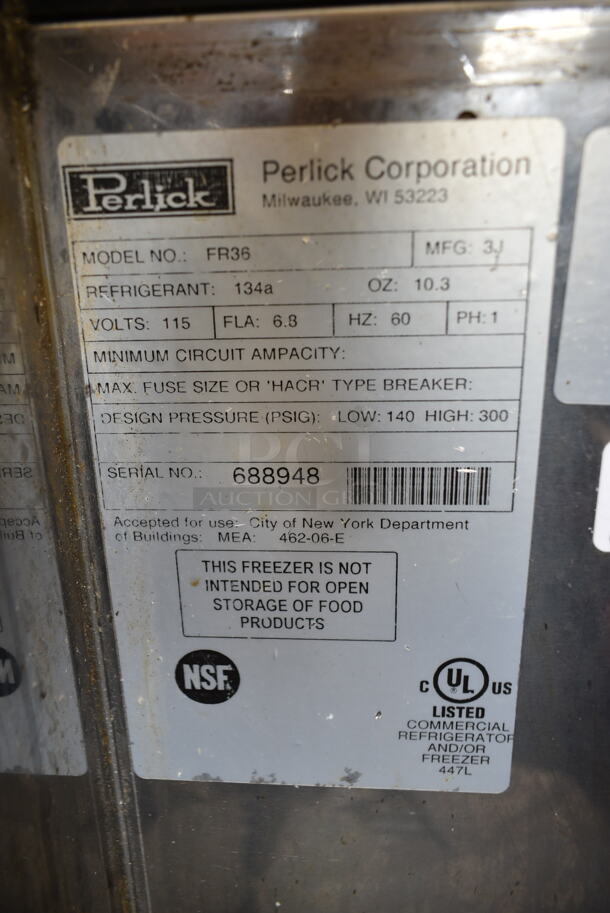 Perlick
Perlick Corporation
Milwaukee, WI 53223
MODEL NO.: FR36 MFG: 3J
REFRIGERANT: 134a OZ: 10.3
VOLTS: 115 FLA: 6.8 HZ: 60 PH: 1
MINIMUM CIRCUIT AMPACITY:
MAX. FUSE SIZE OR 'HACR' TYPE BREAKER:
DESIGN PRESSURE (PSIG): LOW: 140 HIGH: 300
SERIAL NO.: 688948
AUCTION
Accepted for use: City of New York Department
of Buildings: MEA: 462-06-E
THIS FREEZER IS NOT
INTENDED FOR OPEN
STORAGE OF FOOD
PRODUCTS
NSF
C UL US
®
LISTED
COMMERCIAL
REFRIGERATOR
AND/OR
FREEZER
447L